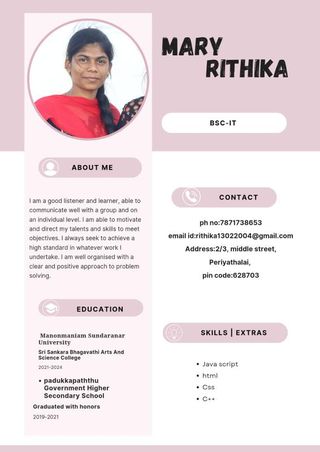 MARY
RITHIKA
BSC-IT
ABOUT ME
I am a good listener and learner, able to
communicate well with a group and on
an individual level. I am able to motivate
and direct my talents and skills to meet
objectives. I always seek to achieve a
high standard in whatever work I
undertake. I am well organised with a
clear and positive approach to problem
solving.
EDUCATION
Manonmaniam Sundaranar
University
Sri Sankara Bhagavathi Arts And
Science College
2021-2024
• padukkapaththu
Government Higher
Secondary School
Graduated with honors
2019-2021
CONTACT
ph no:7871738653
email id:rithika13022004@gmail.com
Address:2/3, middle street,
Periyathalai,
pin code:628703
SKILLS | EXTRAS
• Java script
• html
• Css
• C++